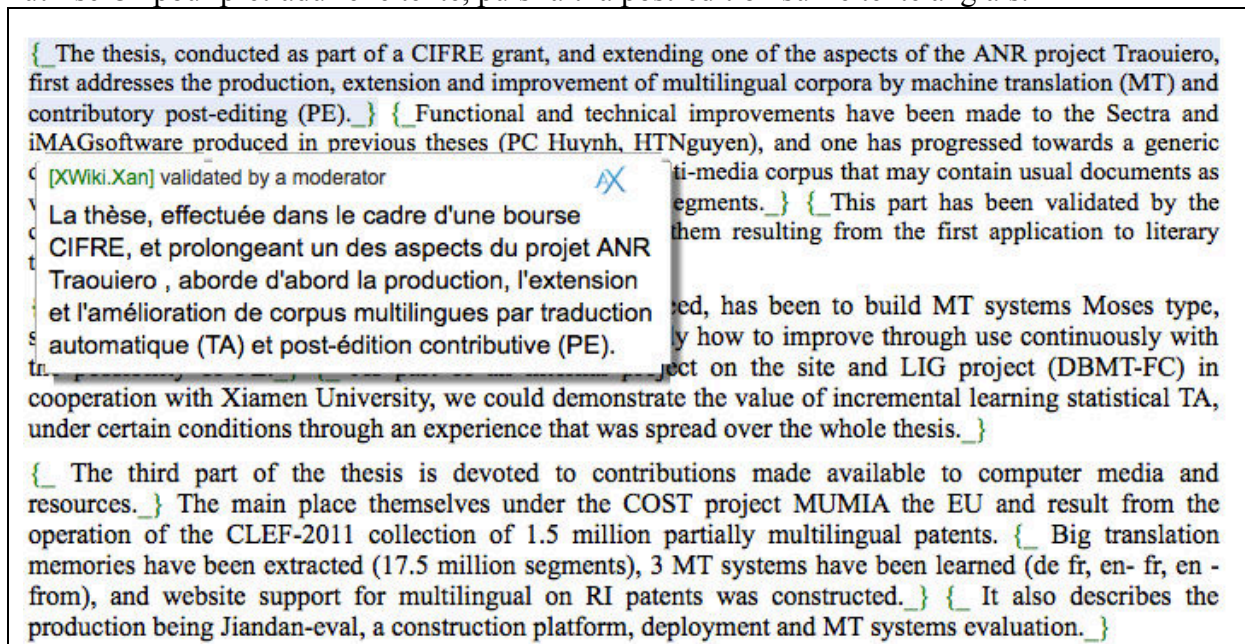 {_The thesis, conducted as part of a CIFRE grant, and extending one of the aspects of the ANR project Traouiero,
first addresses the production, extension and improvement of multilingual corpora by machine translation (MT) and
contributory post-editing (PE)._} {_Functional and technical improvements have been made to the Sectra and
iMAGsoftware produced in previous theses (PC Huynh, HTNguyen), and one has progressed towards a generic
ti-media corpus that may contain usual documents as
egments._} {_This part has been validated by the
them resulting from the first application to literary
[XWiki.Xan] validated by a moderator
La thèse, effectuée dans le cadre d'une bourse
CIFRE, et prolongeant un des aspects du projet ANR
Traouiero , aborde d'abord la production, l'extension
et l'amélioration de corpus multilingues par traduction
automatique (TA) et post-édition contributive (PE).
ed, has been to build MT systems Moses type,
y how to improve through use continuously with
project on the site and LIG project (DBMT-FC) in
cooperation with Xiamen University, we could demonstrate the value of incremental learning statistical TA,
under certain conditions through an experience that was spread over the whole thesis._}
{_ The third part of the thesis is devoted to contributions made available to computer media and
resources._} The main place themselves under the COST project MUMIA the EU and result from the
operation of the CLEF-2011 collection of 1.5 million partially multilingual patents. {_ Big translation
memories have been extracted (17.5 million segments), 3 MT systems have been learned (de fr, en- fr, en -
from), and website support for multilingual on RI patents was constructed._} {_ It also describes the
production being Jiandan-eval, a construction platform, deployment and MT systems evaluation._}